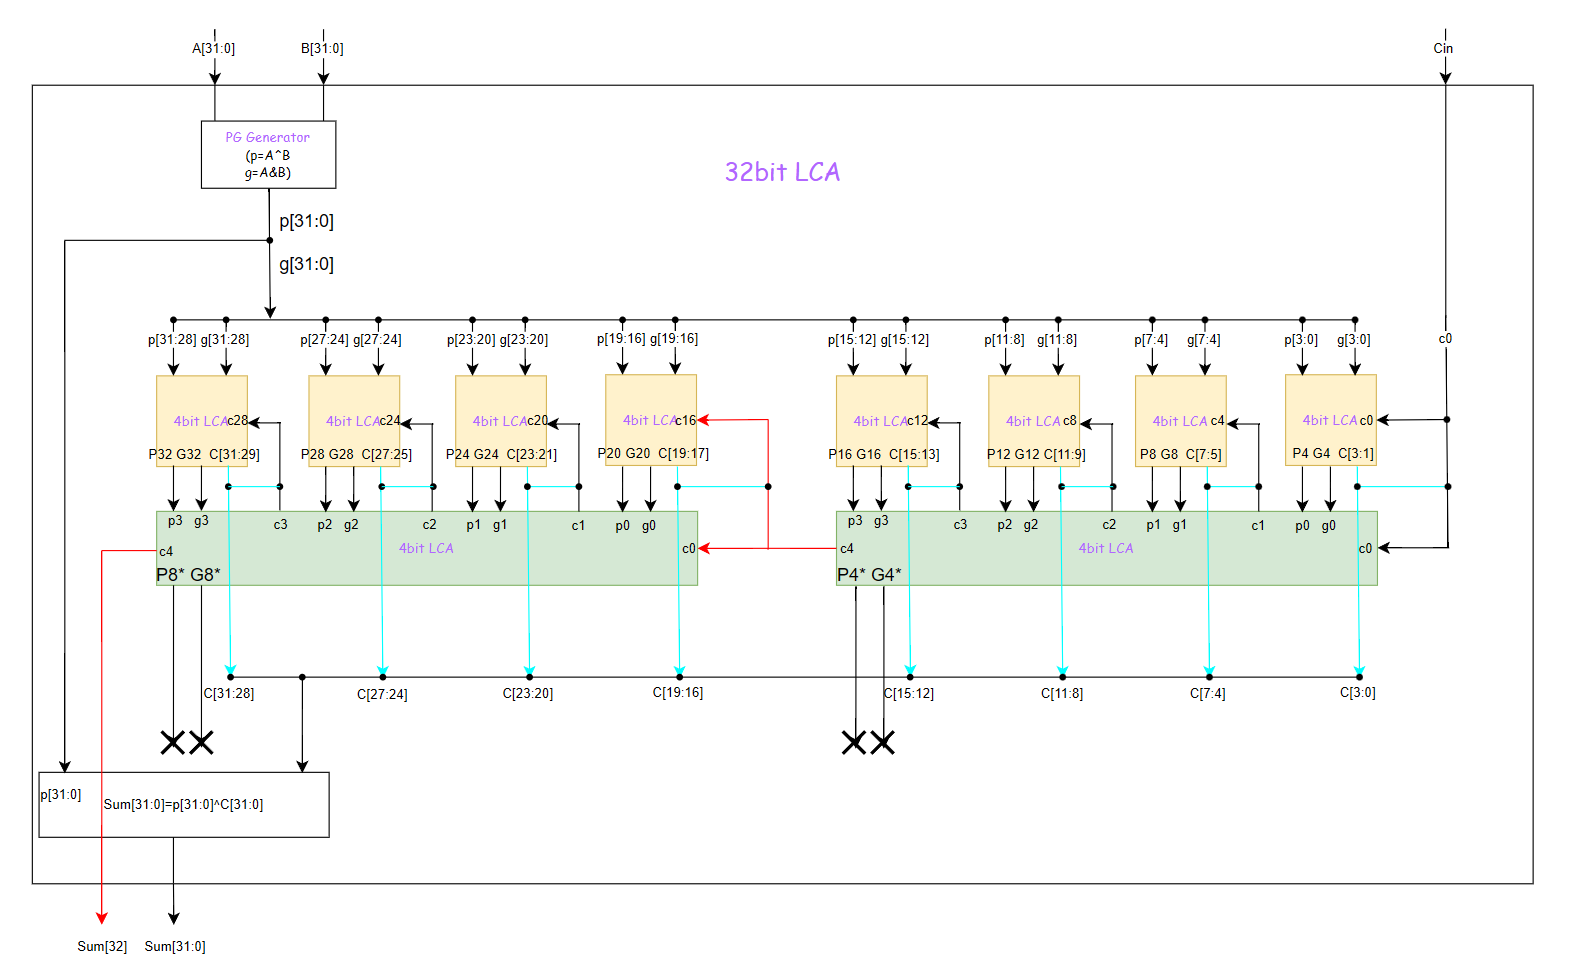 A[31:0] B[31:0] Cin
PG Generator
(p=A^B
g=A&B)
32bit LCA
p[31:0]
g[31:0]
p[31:28] g[31:28] p[27:24] g[27:24] p[23:20] g[23:20] p[19:16] g[19:16] p[15:12] g[15:12] p[11:8] g[11:8] p[7:4] g[7:4] p[3:0] g[3:0] c0
4bit LCA c28 4bit LCA c24 4bit LCA c20 4bit LCA c16 4bit LCA c12 4bit LCA c8 4bit LCA c4 4bit LCA c0
P32 G32 C[31:29] P28 G28 C[27:25] P24 G24 C[23:21] P20 G20 C[19:17] P16 G16 C[15:13] P12 G12 C[11:9] P8 G8 C[7:5] P4 G4 C[3:1]
p3 g3 c3 p2 g2 c2 p1 g1 c1 p0 g0 p3 g3 c3 p2 g2 c2 p1 g1 c1 p0 g0
c4 4bit LCA c0 c4 4bit LCA c0
P8* G8* P4* G4*
C[31:28] C[27:24] C[23:20] C[19:16] C[15:12] C[11:8] C[7:4] C[3:0]
p[31:0]
Sum[31:0]=p[31:0]^C[31:0]
Sum[32] Sum[31:0]